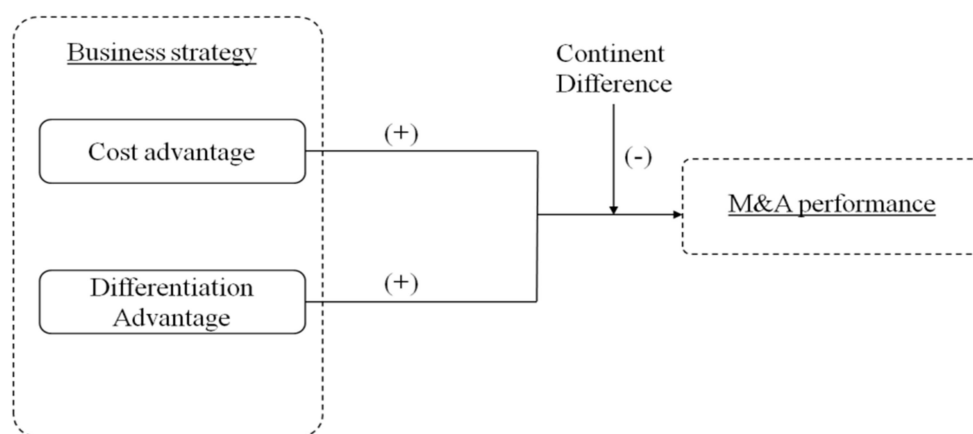 Business strategy
Cost advantage
Differentiation
Advantage
(+)
(+)
Continent
Difference
(-)
M&A performance